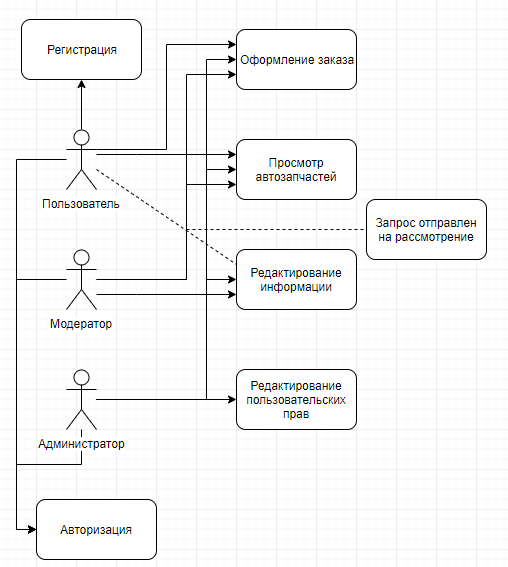 Регистрация
Оформление заказа
Просмотр
автозапчастей
Пользователь
Запрос отправлен
на рассмотрение
Редактирование
информации
Модератор
Редактирование
пользовательских
прав
Администратор
Авторизация